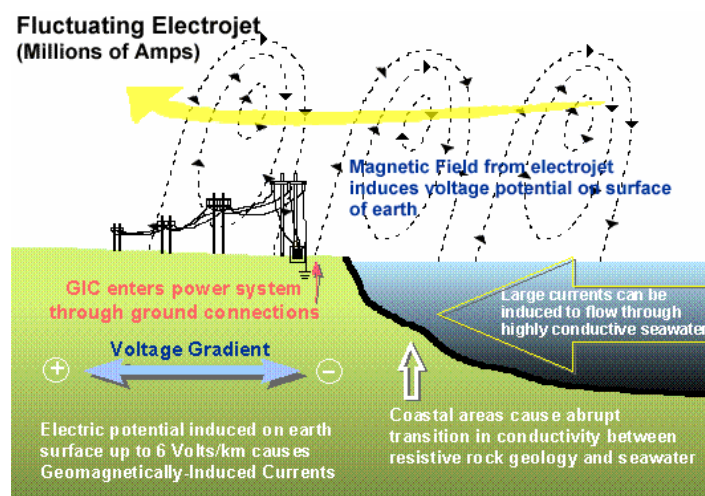 Fluctuating Electrojet
(Millions of Amps)
Magnetic Field from electrojet
induces voltage potential on surface
of earth
GIC enters power system
through ground connections
Large currents can be
induced to flow through
highly conductive seawater
Voltage Gradient
+
−
Electric potential induced on earth
surface up to 6 Volts/km causes
Geomagnetically-Induced Currents
Coastal areas cause abrupt
transition in conductivity between
resistive rock geology and seawater